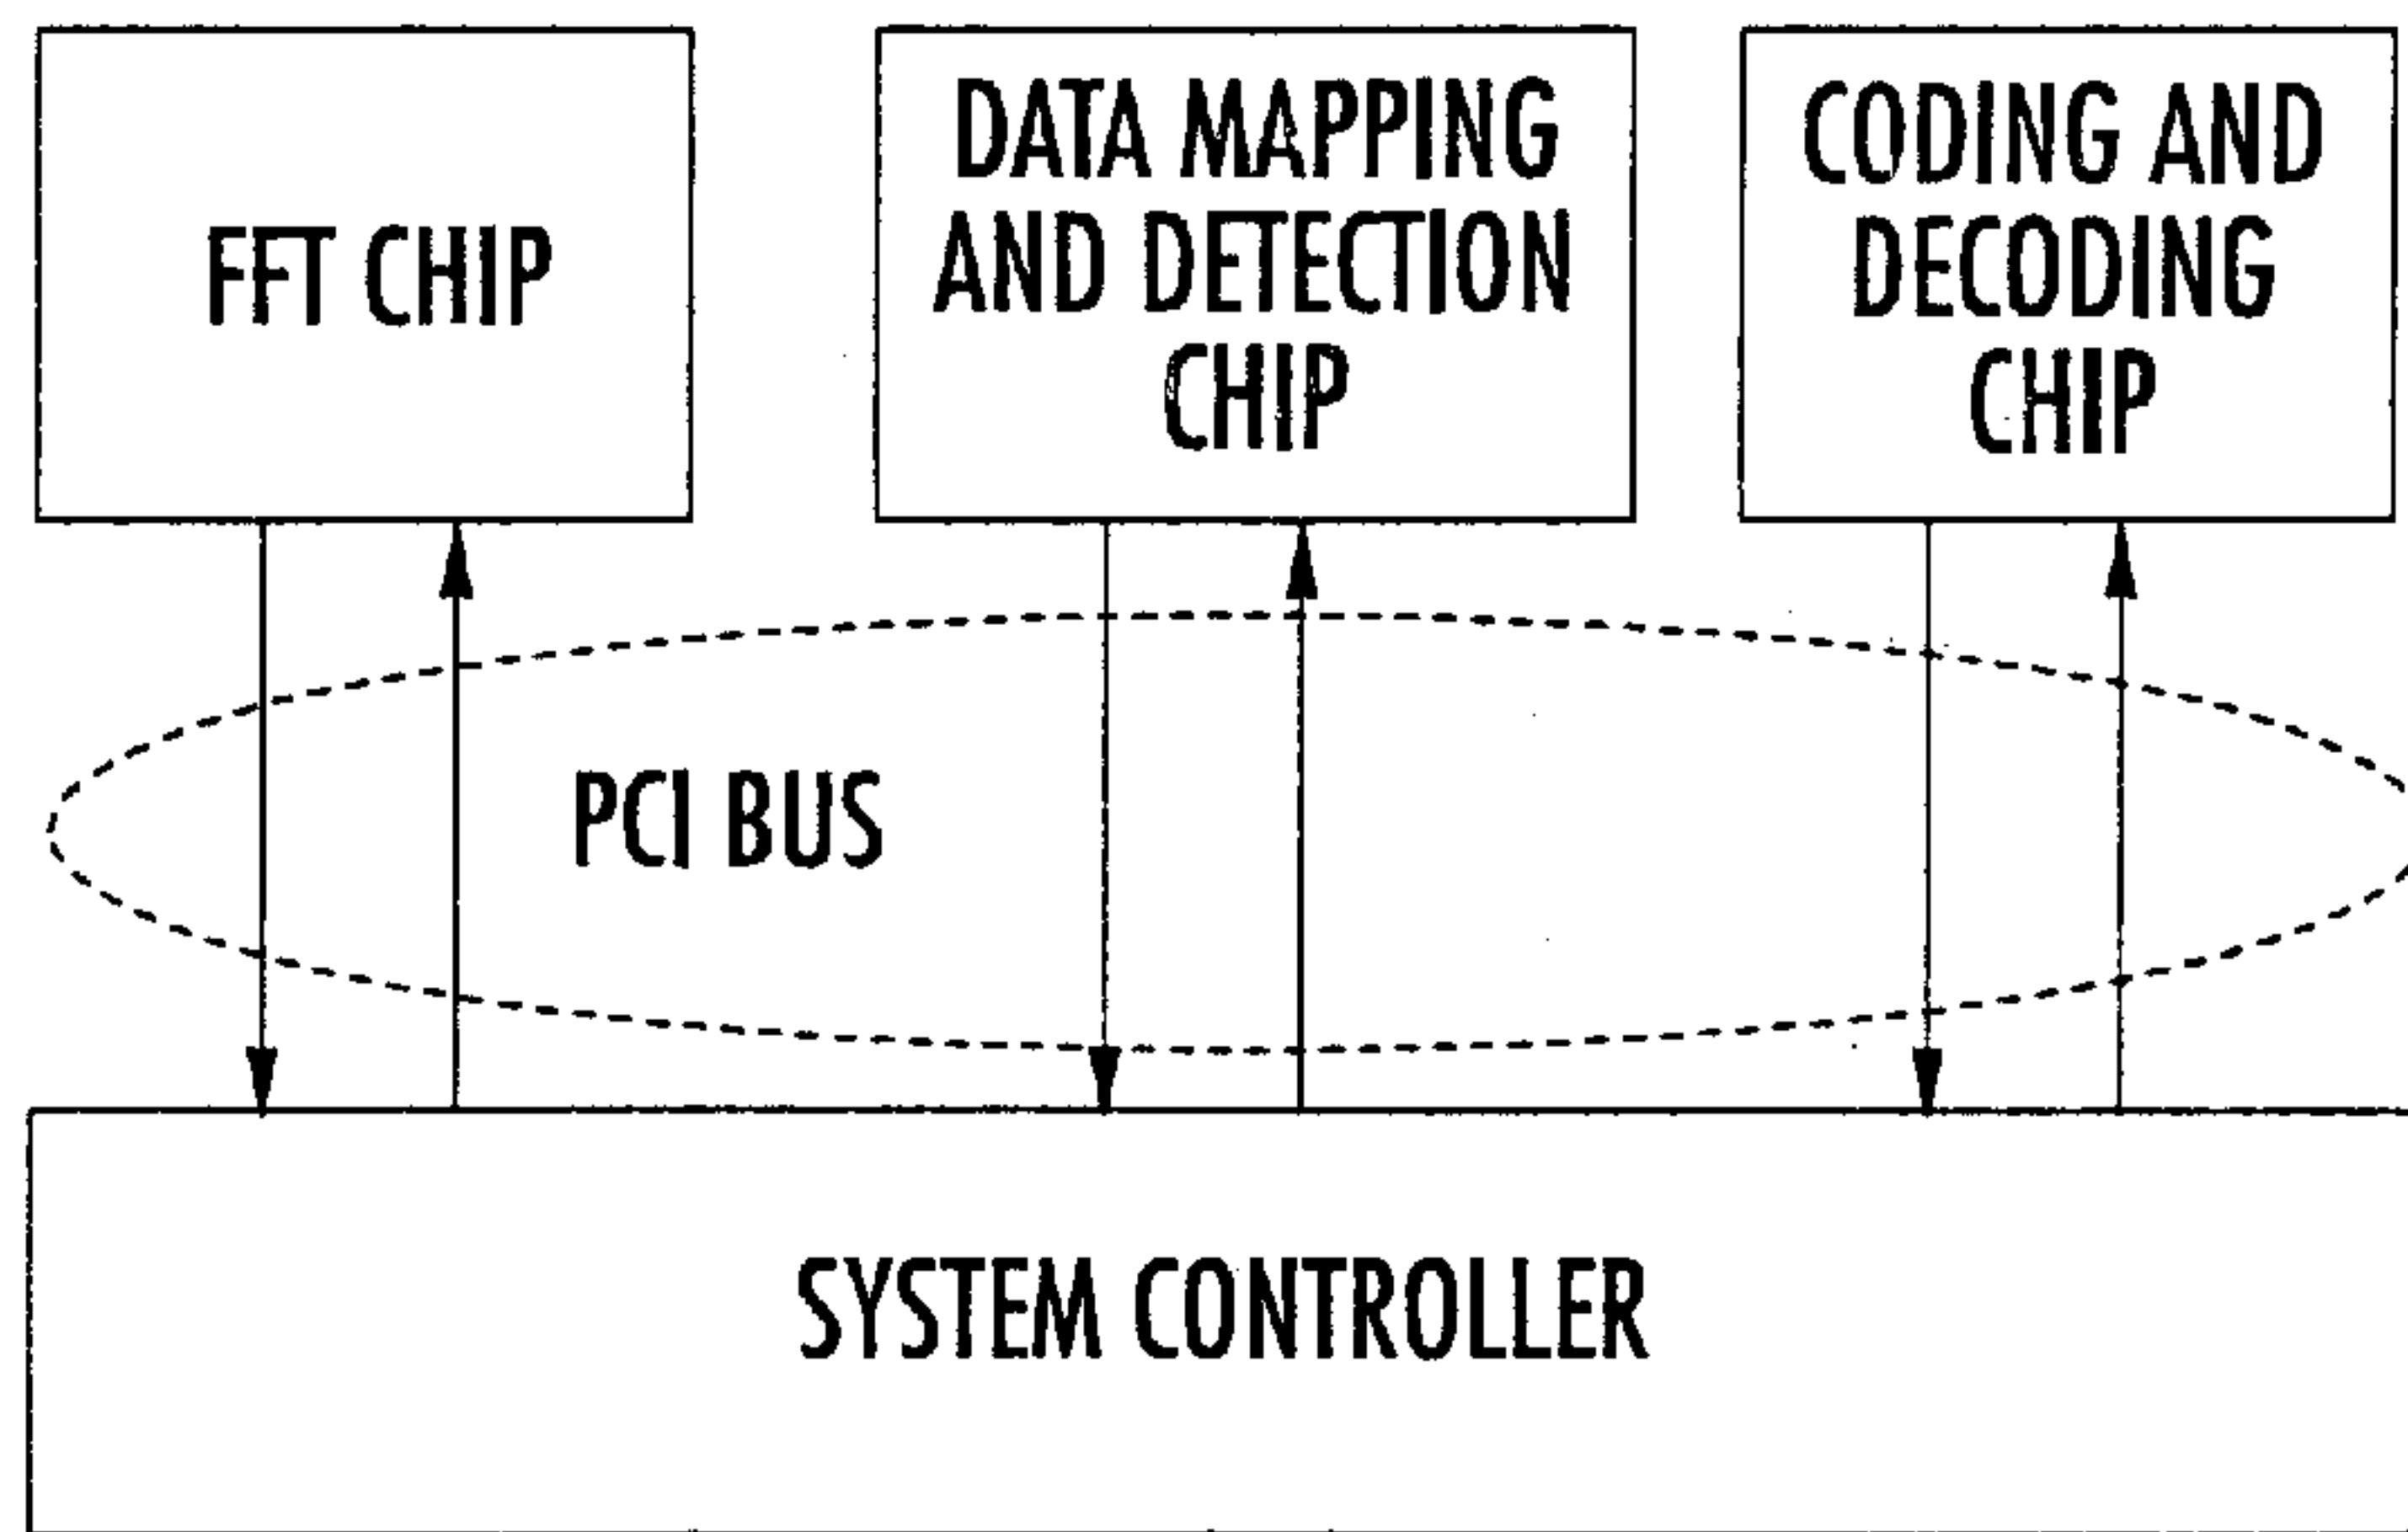 FFT CHIP
DATA MAPPING
AND DETECTION
CHIP
CODING AND
DECODING
CHIP
PCI BUS
SYSTEM CONTROLLER